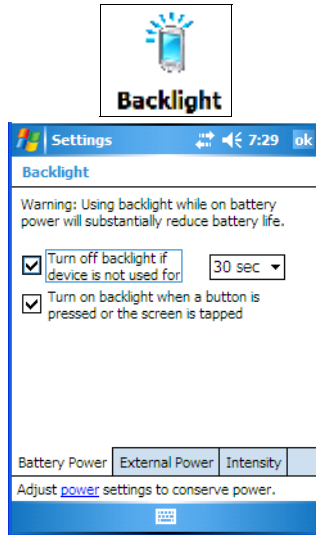 Backlight
Settings 7:29 ok
Backlight
Warning: Using backlight while on battery
power will substantially reduce battery life.
Turn off backlight if
device is not used for 30 sec
Turn on backlight when a button is
pressed or the screen is tapped
Battery Power External Power Intensity
Adjust power settings to conserve power.